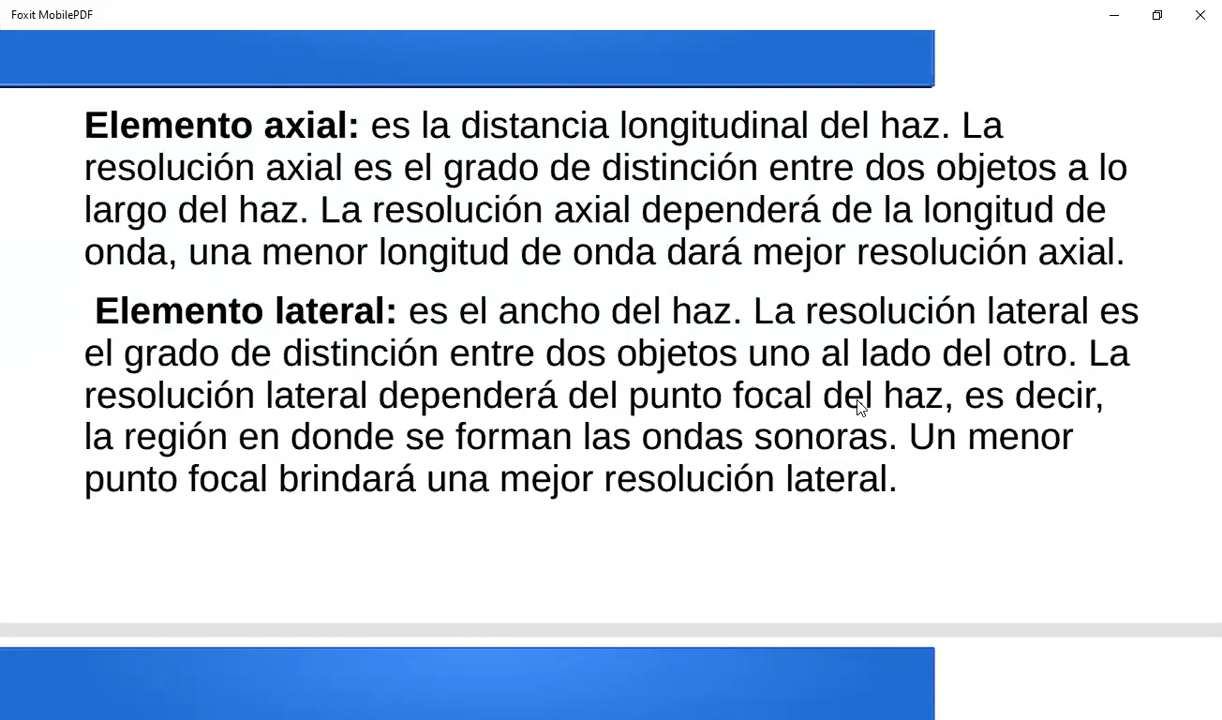 Foxit MobilePDF
Elemento axial: es la distancia longitudinal del haz. La
resolución axial es el grado de distinción entre dos objetos a lo
largo del haz. La resolución axial dependerá de la longitud de
onda, una menor longitud de onda dará mejor resolución axial.
Elemento lateral: es el ancho del haz. La resolución lateral es
el grado de distinción entre dos objetos uno al lado del otro. La
resolución lateral dependerá del punto focal del haz, es decir,
la región en donde se forman las ondas sonoras. Un menor
punto focal brindará una mejor resolución lateral.